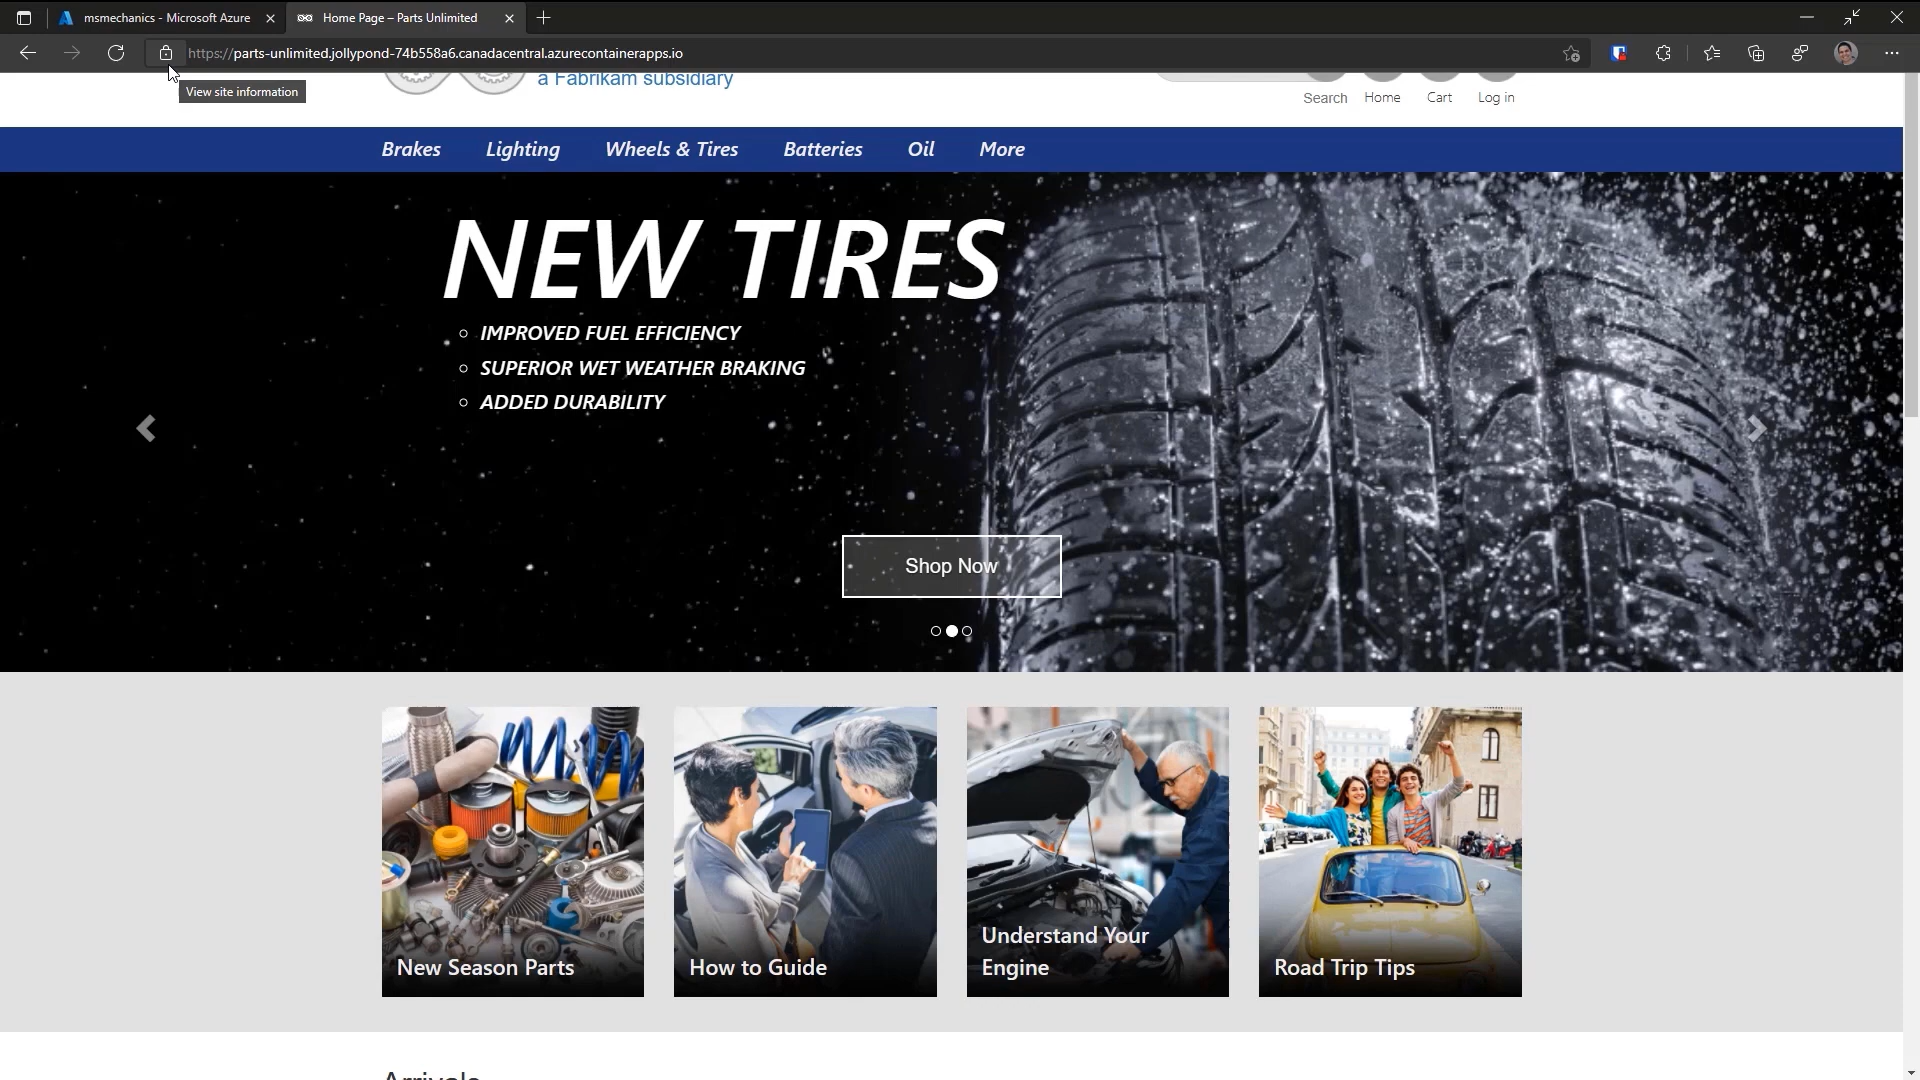 msmechanics - Microsoft Azure
Home Page – Parts Unlimited
https://parts-unlimited.jollypond-74b558a6.canadacentral.azurecontainerapps.io
View site information
a Fabrikam subsidiary
Search Home Cart Log in
Brakes Lighting Wheels & Tires Batteries Oil More
NEW TIRES
IMPROVED FUEL EFFICIENCY
SUPERIOR WET WEATHER BRAKING
ADDED DURABILITY
Shop Now
New Season Parts
How to Guide
Understand Your
Engine
Road Trip Tips
Arrivals